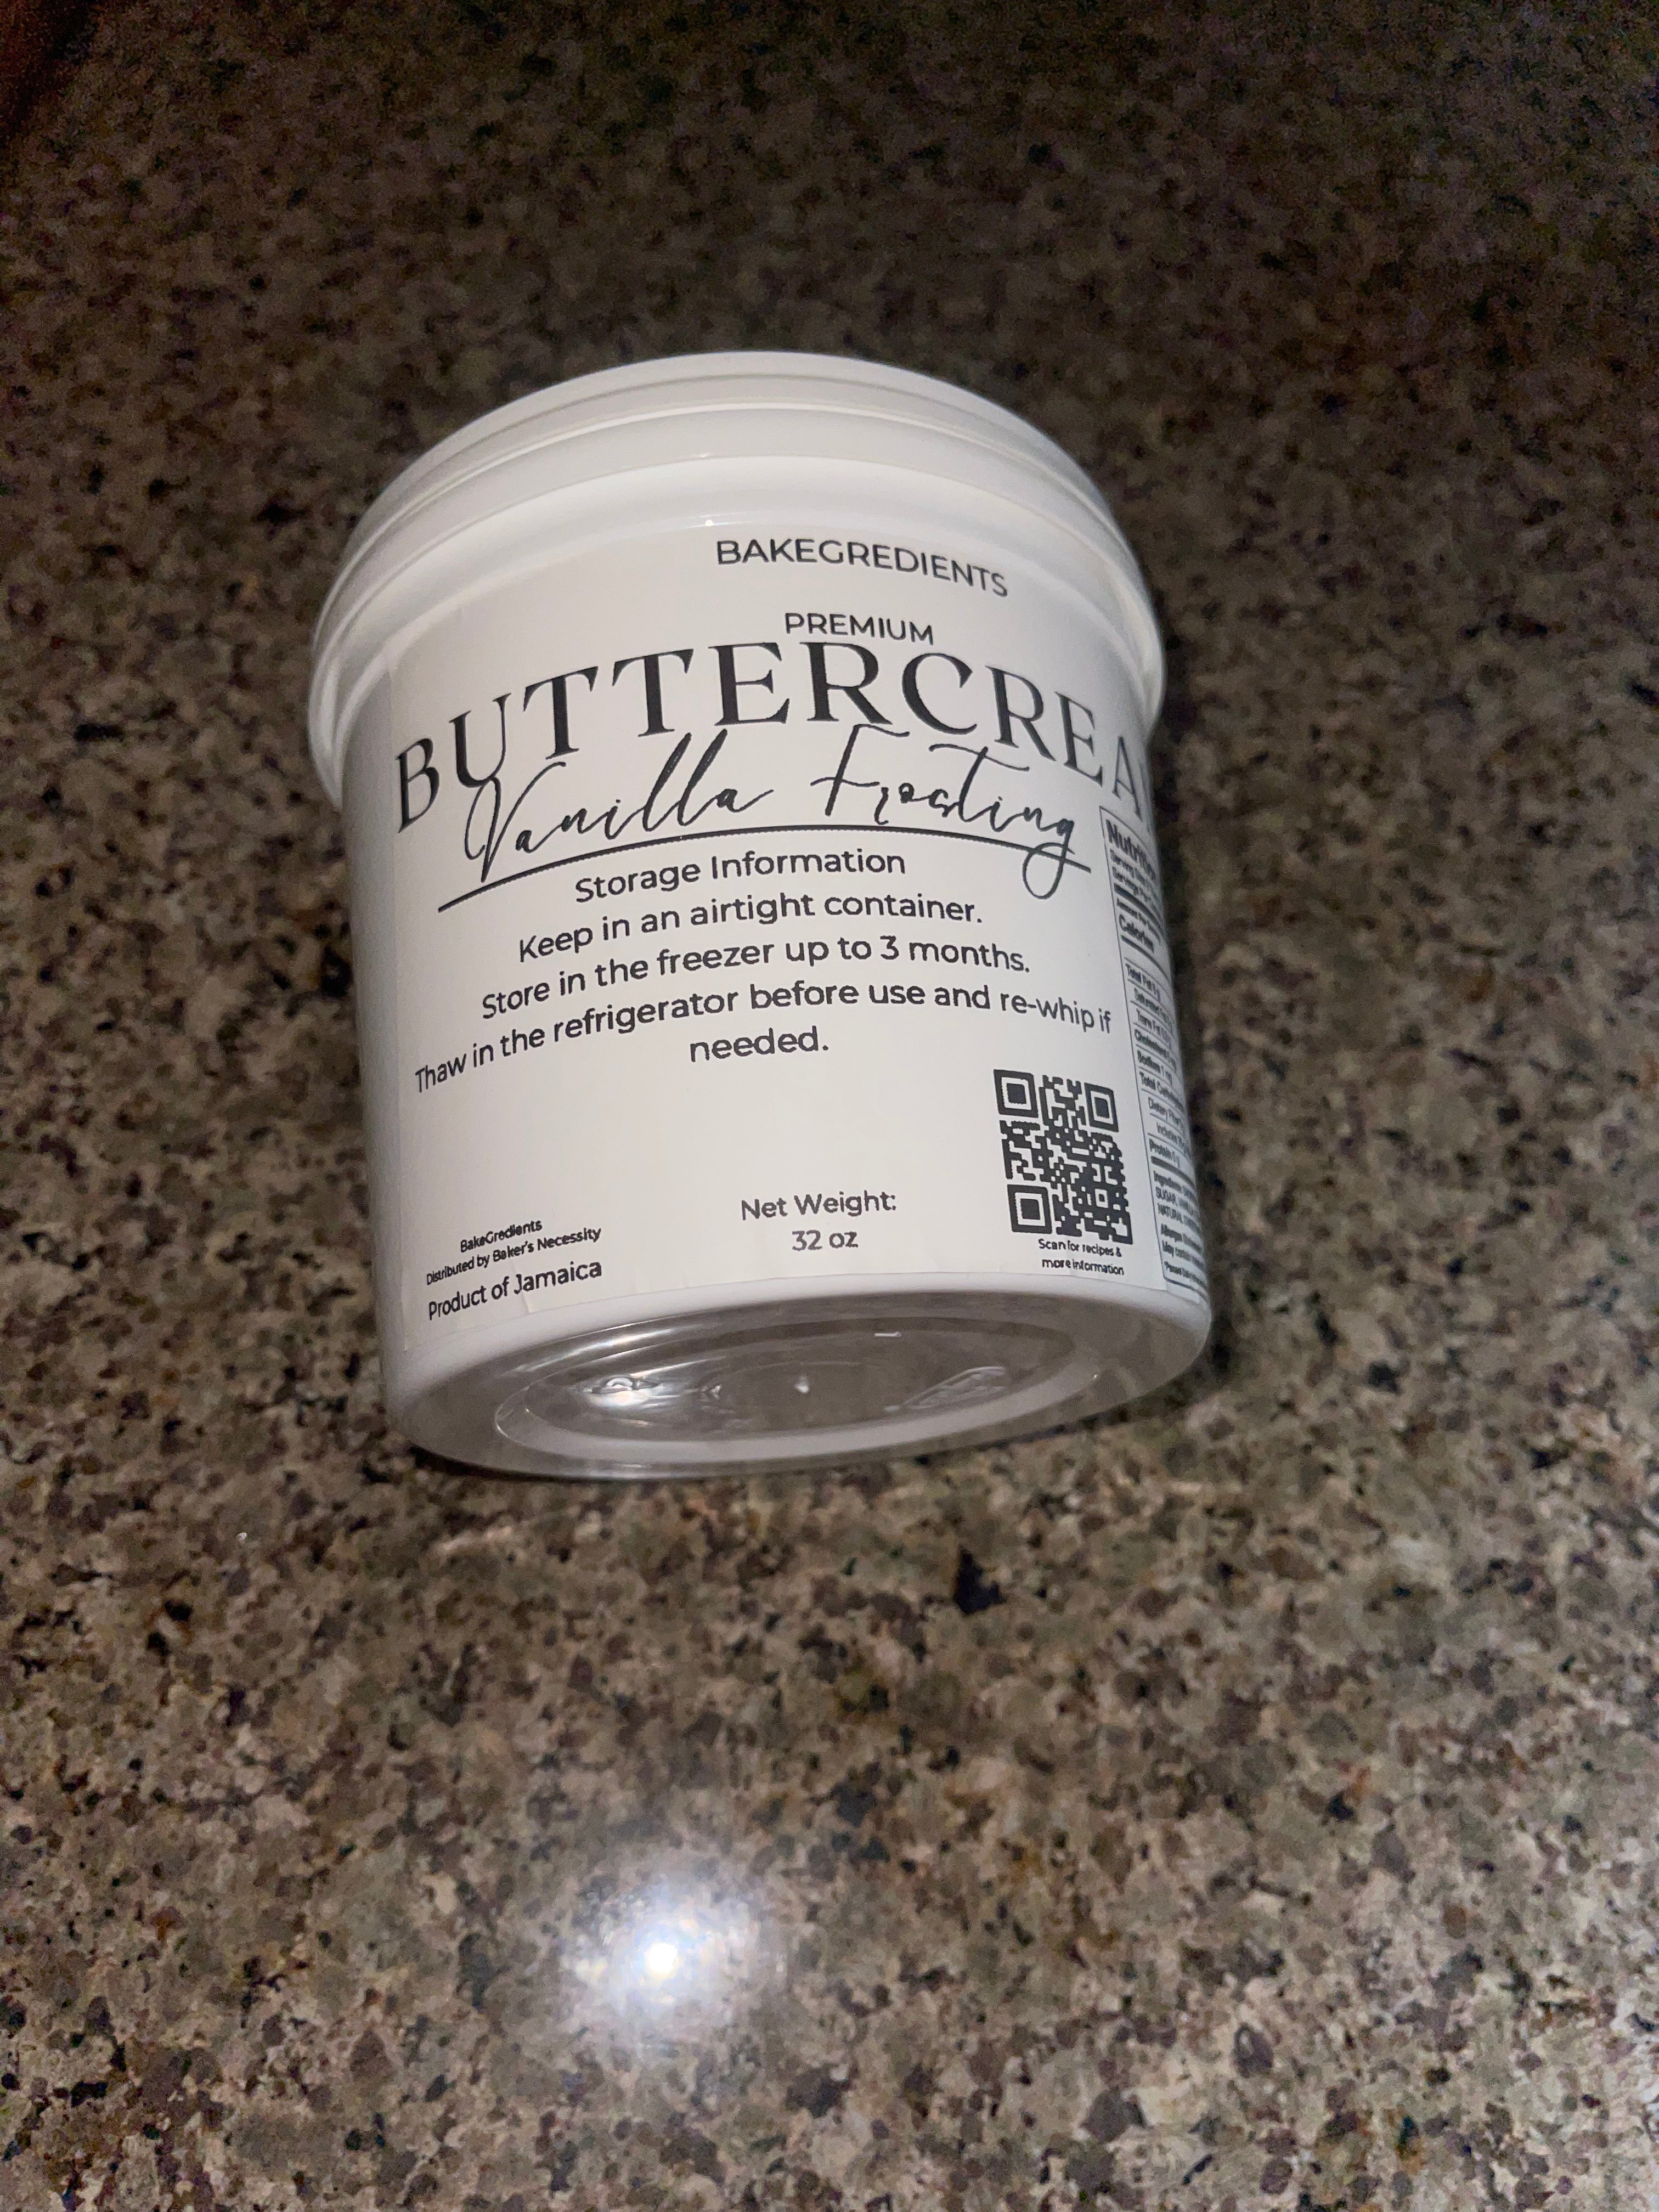 BAKEGREDIENTS
PREMIUM
BUTTERCREA
Vanilla Frosting
Storage Information
Keep in an airtight container.
Store in the freezer up to 3 months.
Thaw in the refrigerator before use and re-whip if
needed.
Net Weight:
32 oz
BakeGredients
Distributed by Baker's Necessity
Product of Jamaica
Scan for recipes &
more information
Calories